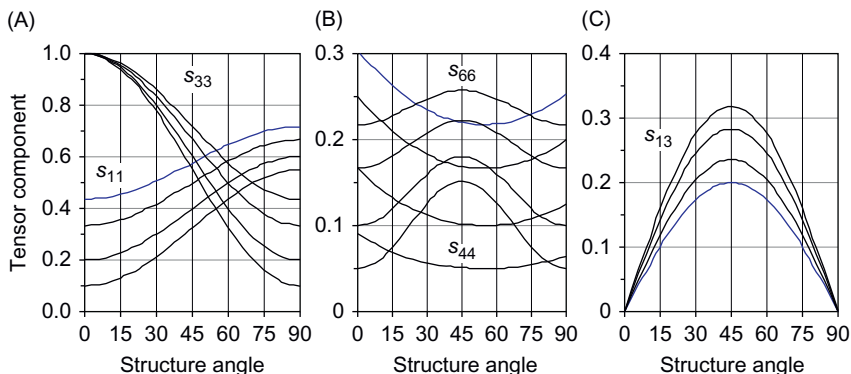 (A)
Tensor component
1.0
0.8
0.6
0.4
0.2
0.0
s33
s11
0 15 30 45 60 75 90
Structure angle
(B)
0.3
0.2
0.1
0
s66
s44
0 15 30 45 60 75 90
Structure angle
(C)
0.4
0.3
0.2
0.1
0
s13
0 15 30 45 60 75 90
Structure angle